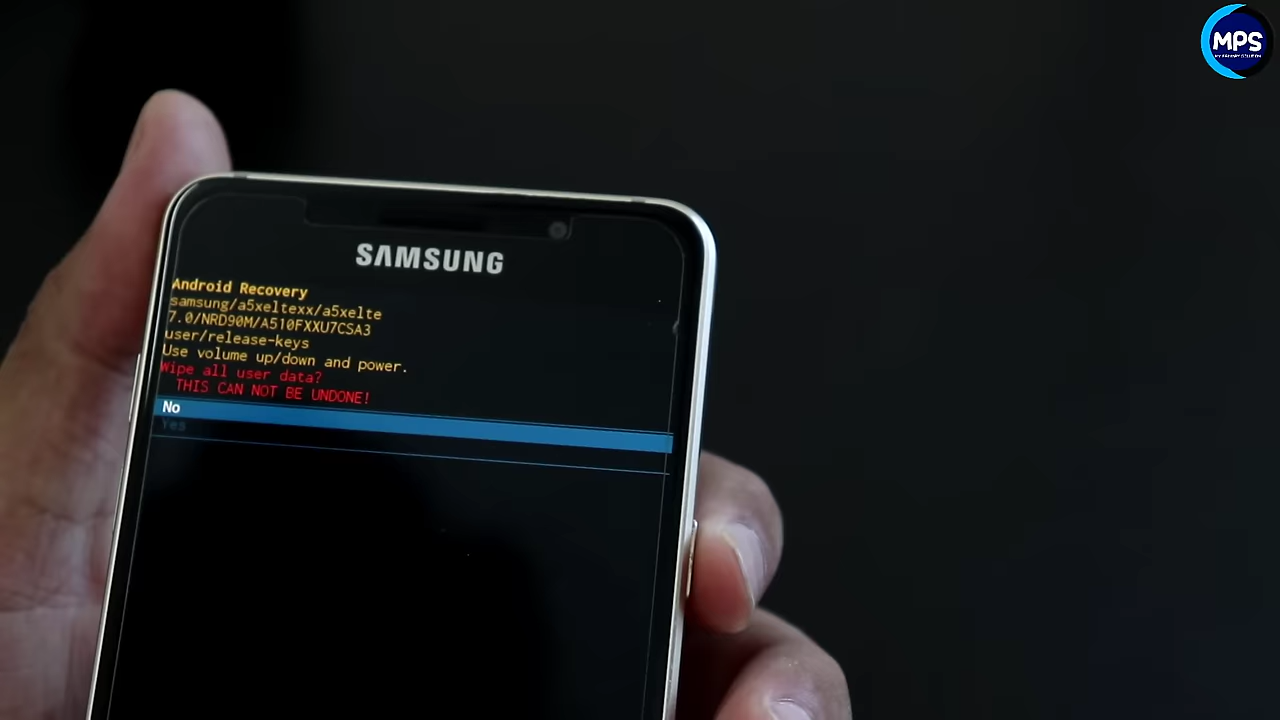 MPS
SAMSUNG
Android Recovery
samsung/a5xeltexx/a5xelte
7.0/NRD90M/A510FXXU7CSA3
user/release-keys
Use volume up/down and power.
Wipe all user data?
THIS CAN NOT BE UNDONE!
No
Yes